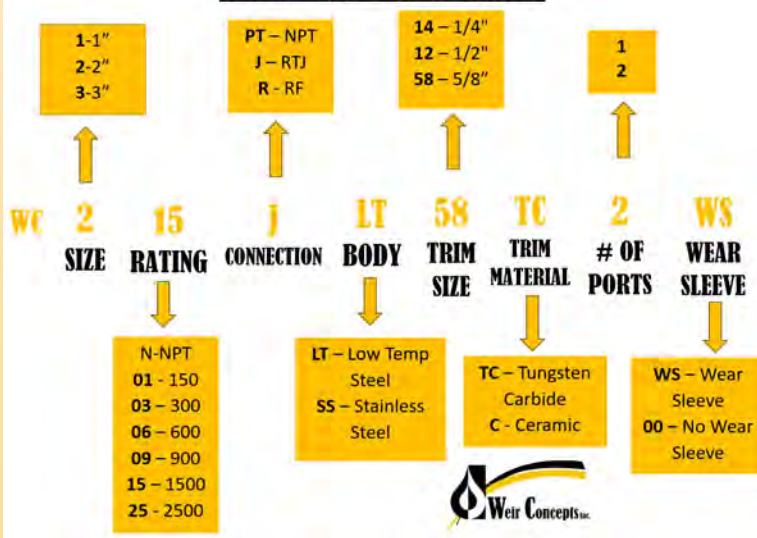 1-1"
2-2"
3-3"
PT – NPT
J – RTJ
R - RF
14 – 1/4"
12 – 1/2"
58 – 5/8"
1
2
WC 2 15 J LT 58 TC 2 WS
SIZE
RATING
CONNECTION
BODY
TRIM
SIZE
TRIM
MATERIAL
# OF
PORTS
WEAR
SLEEVE
N-NPT
01 - 150
03 – 300
06 – 600
09 – 900
15 – 1500
25 - 2500
LT – Low Temp
Steel
SS – Stainless
Steel
TC – Tungsten
Carbide
C - Ceramic
WS – Wear
Sleeve
00 – No Wear
Sleeve
Weir Concepts Inc.